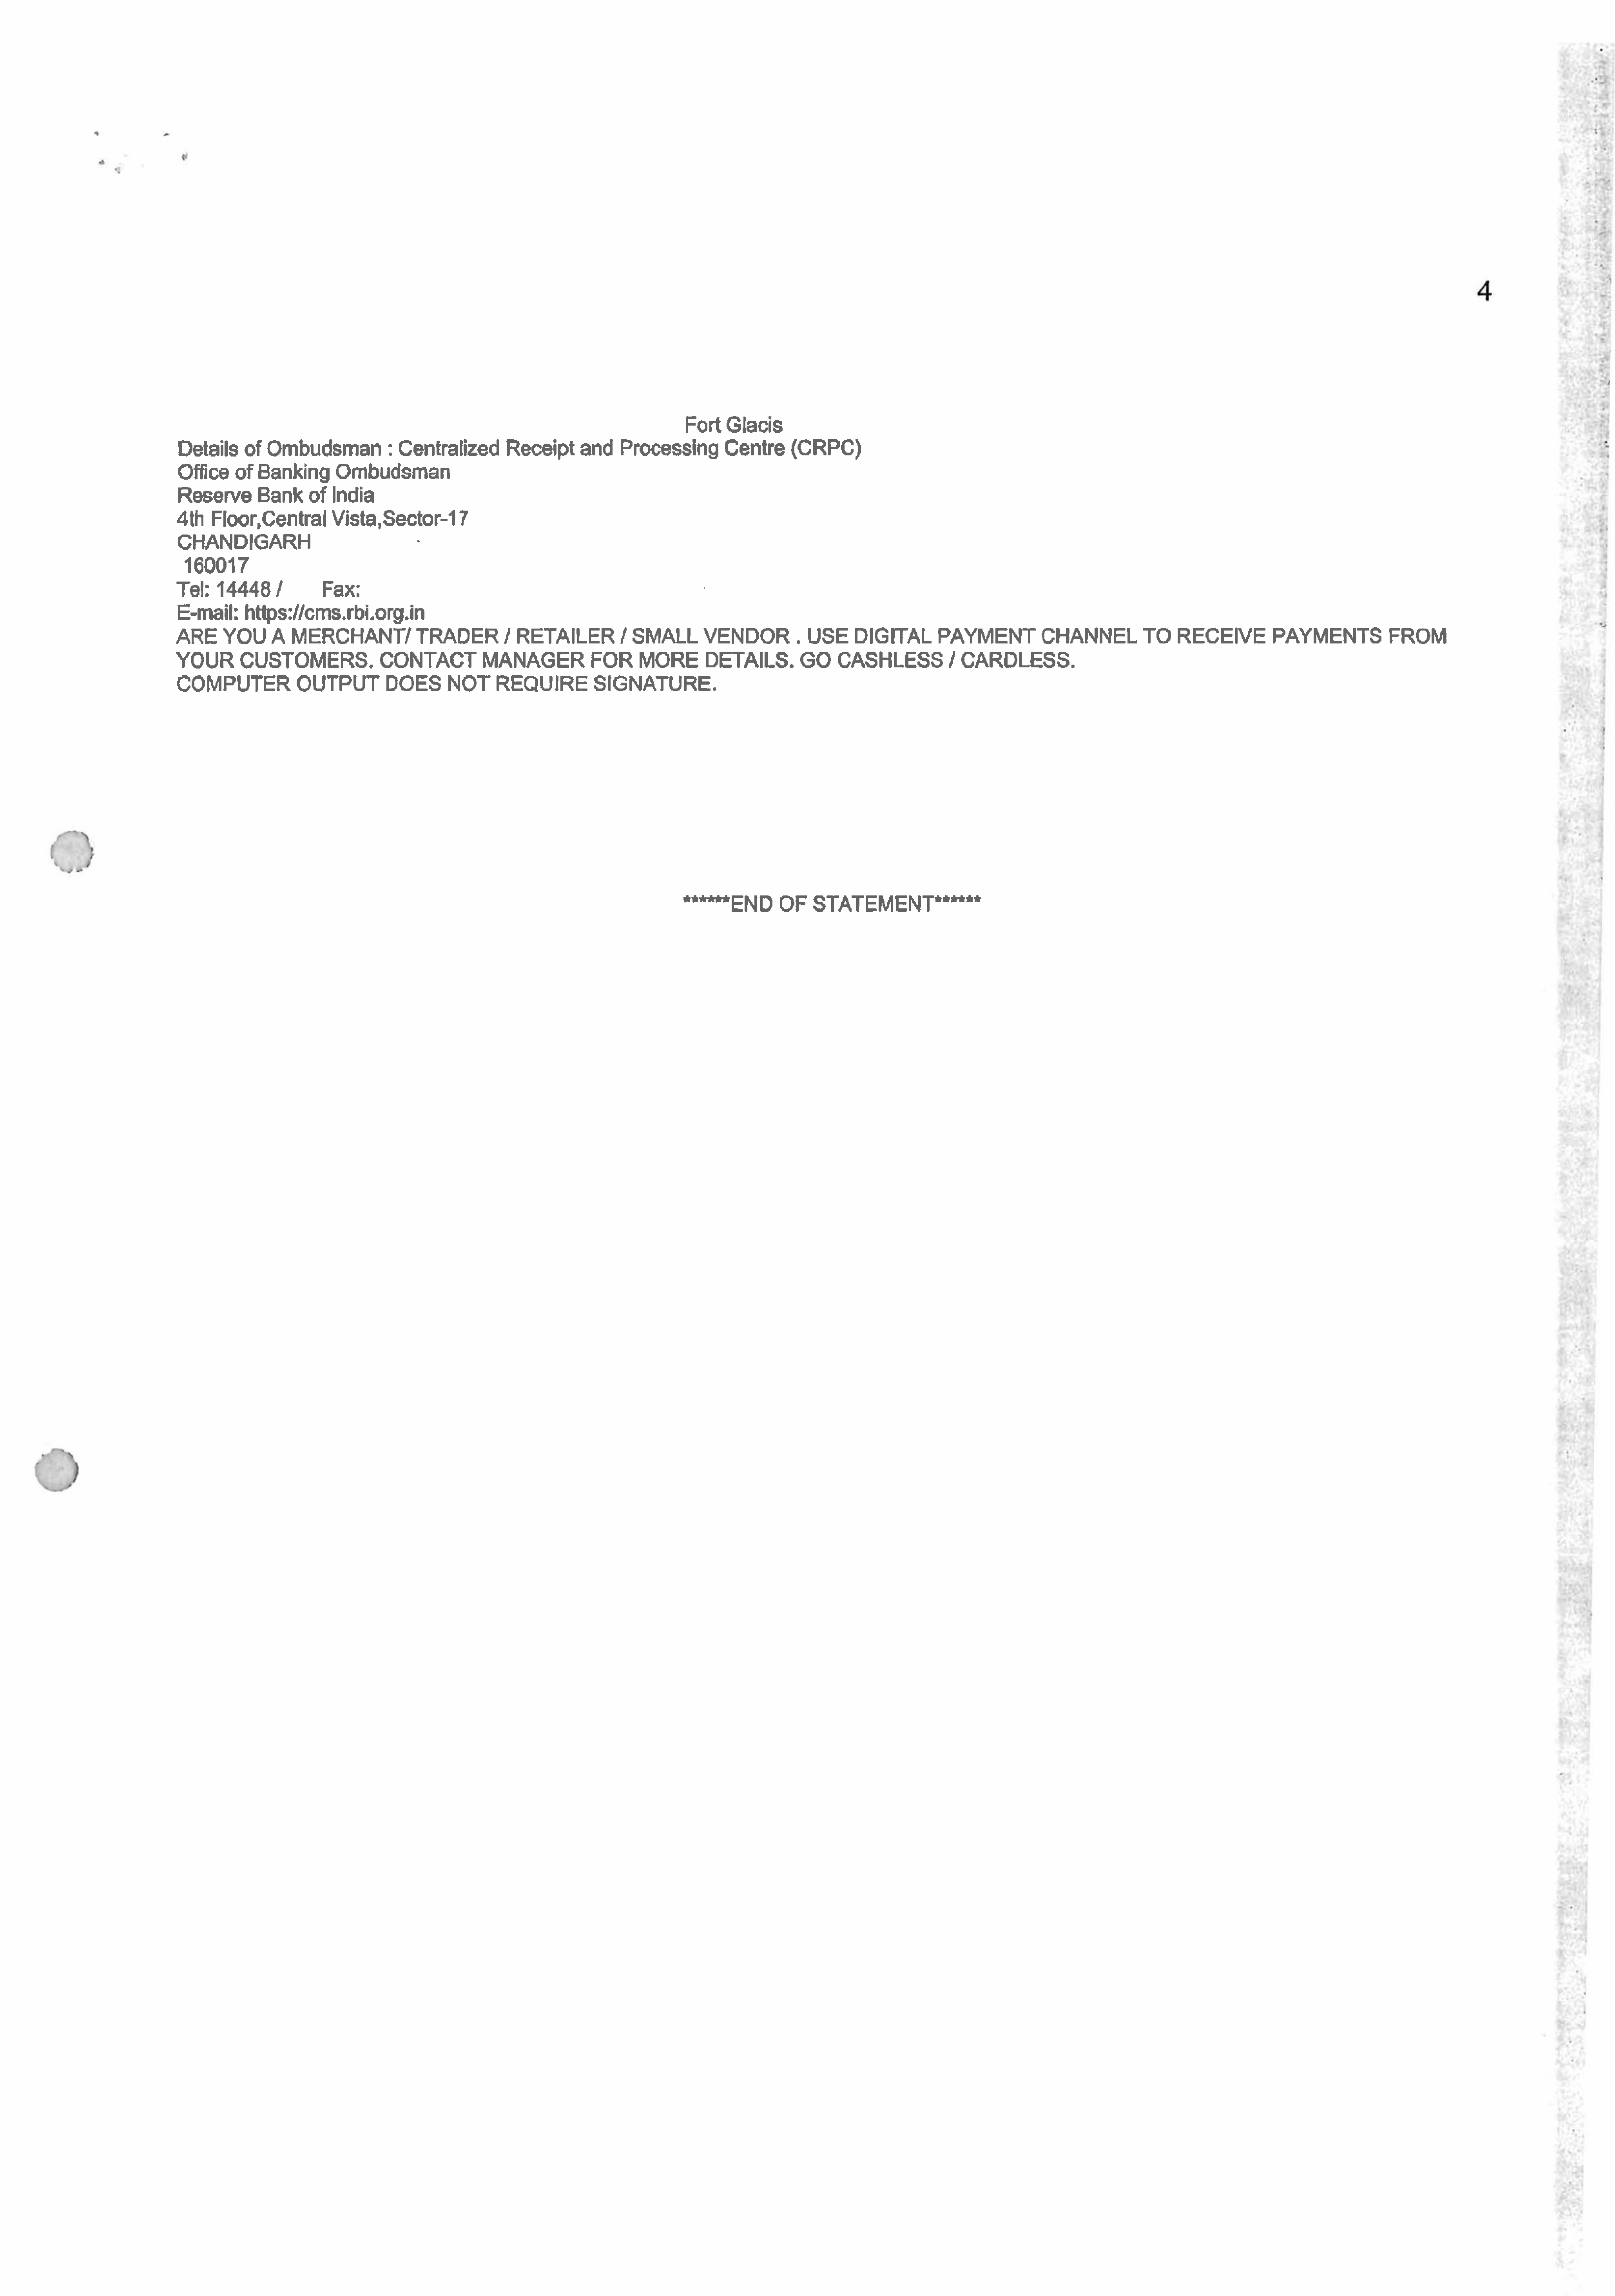 4
Fort Glacis
Details of Ombudsman : Centralized Receipt and Processing Centre (CRPC)
Office of Banking Ombudsman
Reserve Bank of India
4th Floor,Central Vista,Sector-17
CHANDIGARH
160017
Tel: 14448 / Fax:
E-mail: https://cms.rbi.org.in
ARE YOU A MERCHANT/ TRADER / RETAILER / SMALL VENDOR . USE DIGITAL PAYMENT CHANNEL TO RECEIVE PAYMENTS FROM
YOUR CUSTOMERS. CONTACT MANAGER FOR MORE DETAILS. GO CASHLESS / CARDLESS.
COMPUTER OUTPUT DOES NOT REQUIRE SIGNATURE.
******END OF STATEMENT******